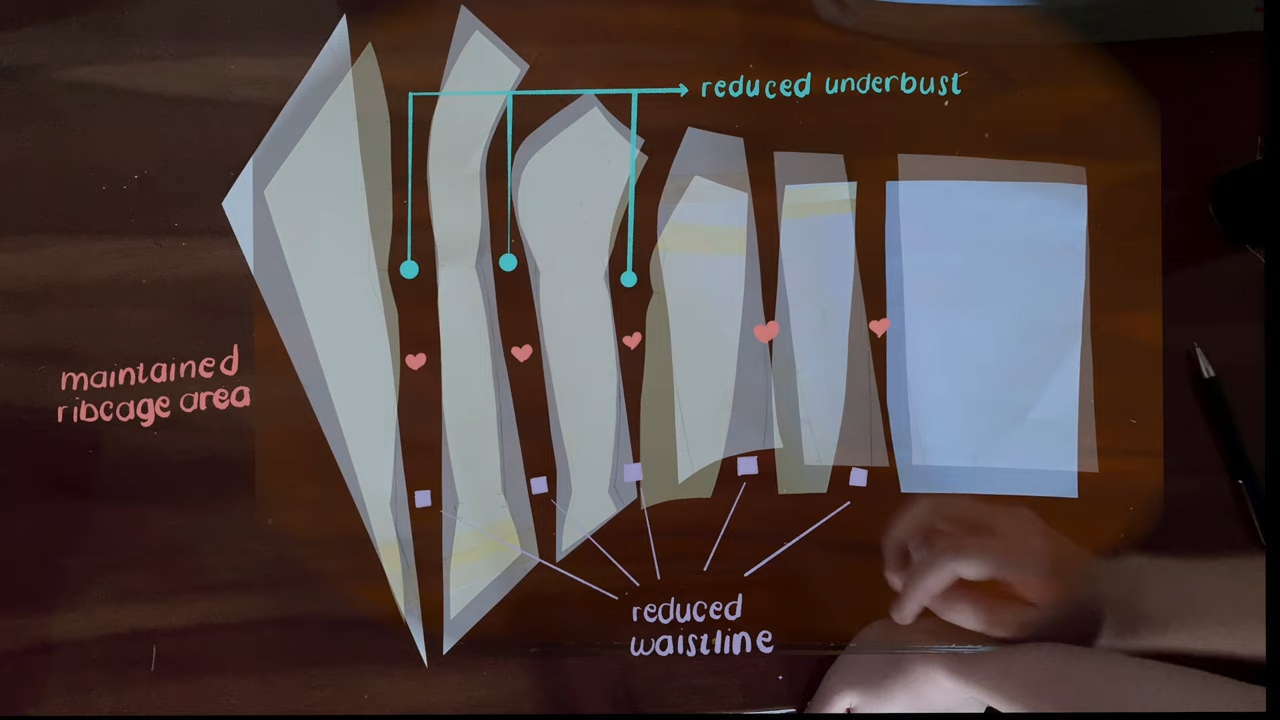 reduced underbust
maintained
ribcage area
reduced
waistline